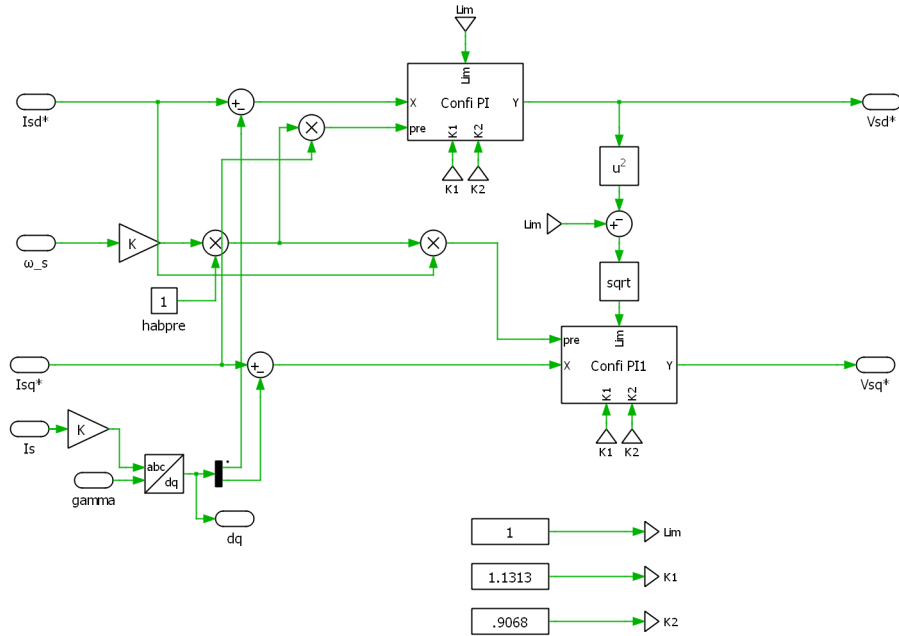 Lim
Isd*
+
−
X
Lim
Confi PI
Y
pre
K1
K2
Vsd*
×
K1
K2
u²
ω_s
K
×
×
Lim
+
−
1
habpre
sqrt
Isq*
+
−
pre
Lim
X
Confi PI1
Y
K1
K2
Vsq*
Is
K
K1
K2
abc
dq
gamma
dq
1
Lim
1.1313
K1
.9068
K2